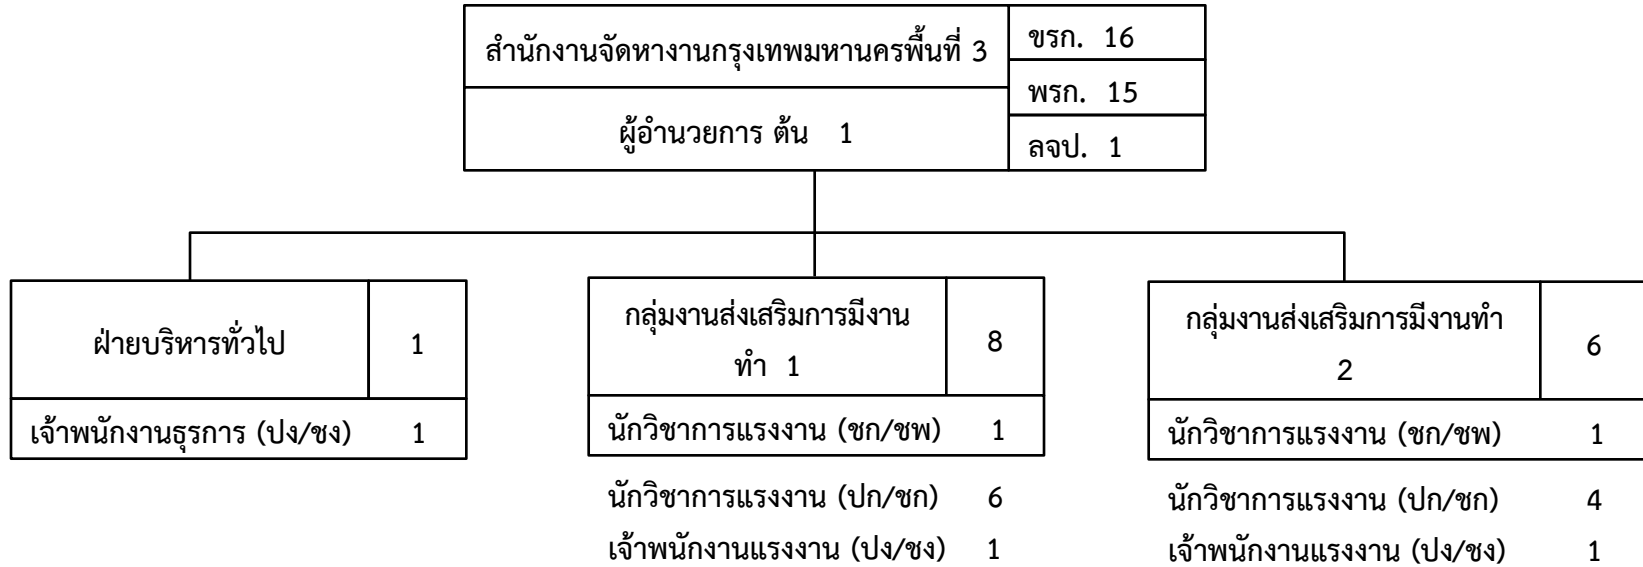 สำนักงานจัดหางานกรุงเทพมหานครพื้นที่ 3
ขรก. 16
พรก. 15
ผู้อำนวยการ ต้น 1
ลจป. 1
ฝ่ายบริหารทั่วไป 1
เจ้าพนักงานธุรการ (ปง/ชง) 1
กลุ่มงานส่งเสริมการมีงาน
ทำ 1
8
นักวิชาการแรงงาน (ชก/ชพ) 1
นักวิชาการแรงงาน (ปก/ชก) 6
เจ้าพนักงานแรงงาน (ปง/ชง) 1
กลุ่มงานส่งเสริมการมีงานทำ
2
6
นักวิชาการแรงงาน (ชก/ชพ) 1
นักวิชาการแรงงาน (ปก/ชก) 4
เจ้าพนักงานแรงงาน (ปง/ชง) 1